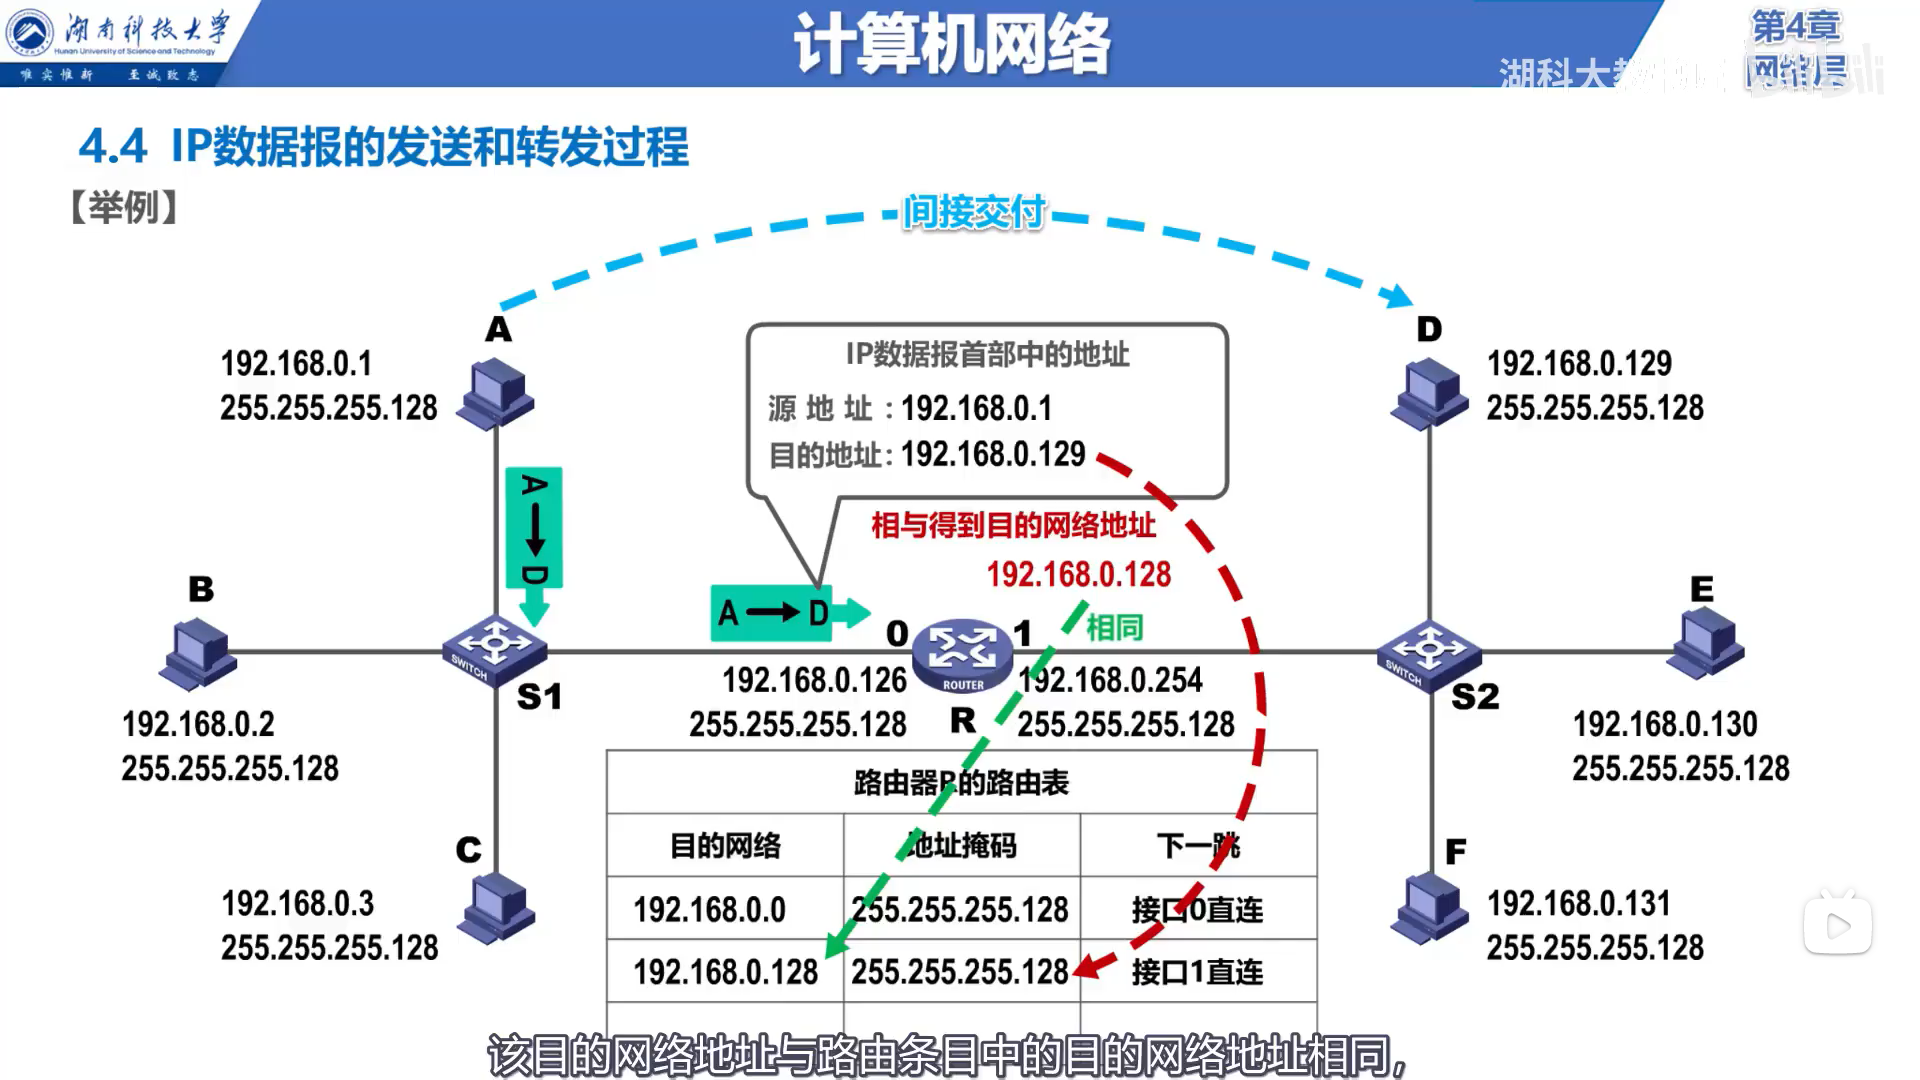 湖南科技大学
Hunan University of Science and Technology
唯实惟新 至诚致志
计算机网络
第4章
网络层
湖科大教
4.4 IP数据报的发送和转发过程
【举例】
间接交付
A
192.168.0.1
255.255.255.128
D
192.168.0.129
255.255.255.128
IP数据报首部中的地址
源地址:192.168.0.1
目的地址:192.168.0.129
相与得到目的网络地址
192.168.0.128
相同
A→D
A→D
B
192.168.0.2
255.255.255.128
SWITCH
S1
0
1
ROUTER
R
192.168.0.126
255.255.255.128
192.168.0.254
255.255.255.128
SWITCH
S2
E
192.168.0.130
255.255.255.128
C
192.168.0.3
255.255.255.128
F
192.168.0.131
255.255.255.128
路由器R的路由表
目的网络 地址掩码 下一跳
192.168.0.0 255.255.255.128 接口0直连
192.168.0.128 255.255.255.128 接口1直连
该目的网络地址与路由条目中的目的网络地址相同，